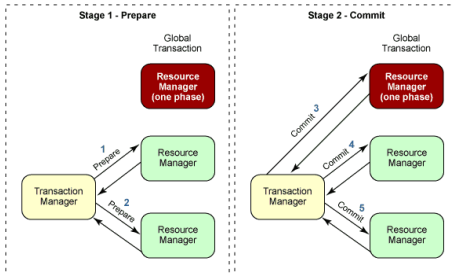 Stage 1 - Prepare
Global
Transaction
Resource
Manager
(one phase)
1
Prepare
Resource
Manager
Transaction
Manager
2
Prepare
Resource
Manager
Stage 2 - Commit
Global
Transaction
Resource
Manager
(one phase)
3
Commit
4
Commit
Resource
Manager
Transaction
Manager
Commit
5
Resource
Manager